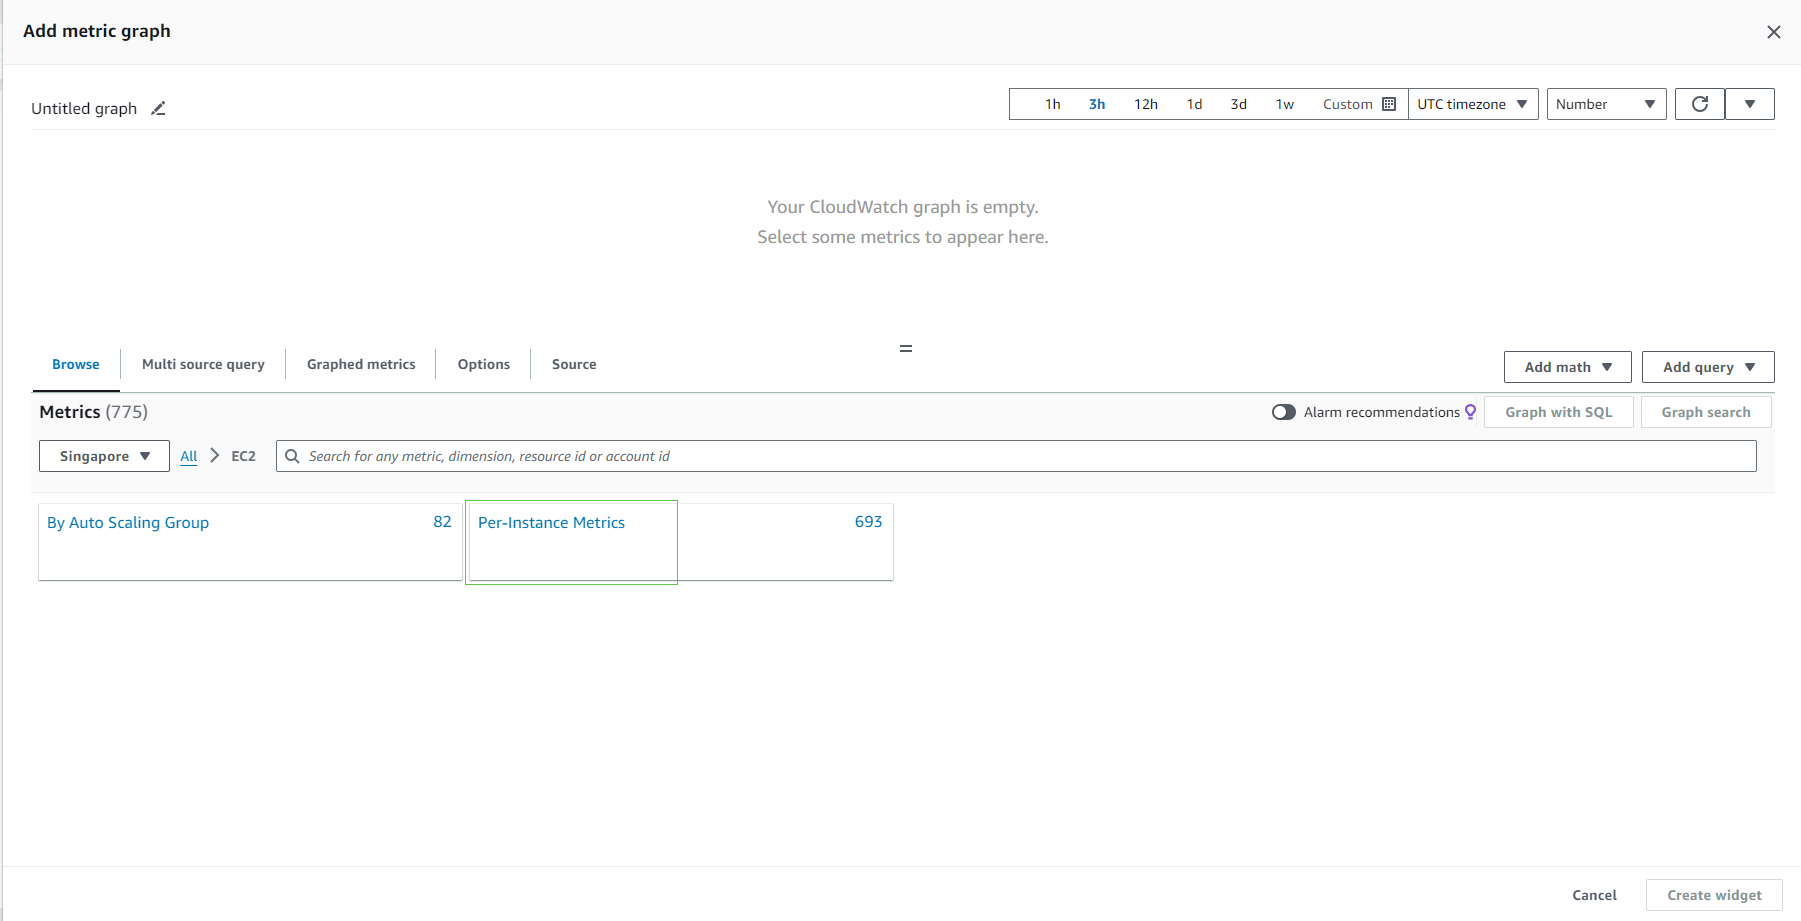 Add metric graph
Untitled graph
1h 3h 12h 1d 3d 1w Custom UTC timezone Number
Your CloudWatch graph is empty.
Select some metrics to appear here.
Browse Multi source query Graphed metrics Options Source
Add math Add query
Metrics (775)
Alarm recommendations Graph with SQL Graph search
Singapore All EC2 Search for any metric, dimension, resource id or account id
By Auto Scaling Group 82 Per-Instance Metrics 693
Cancel Create widget